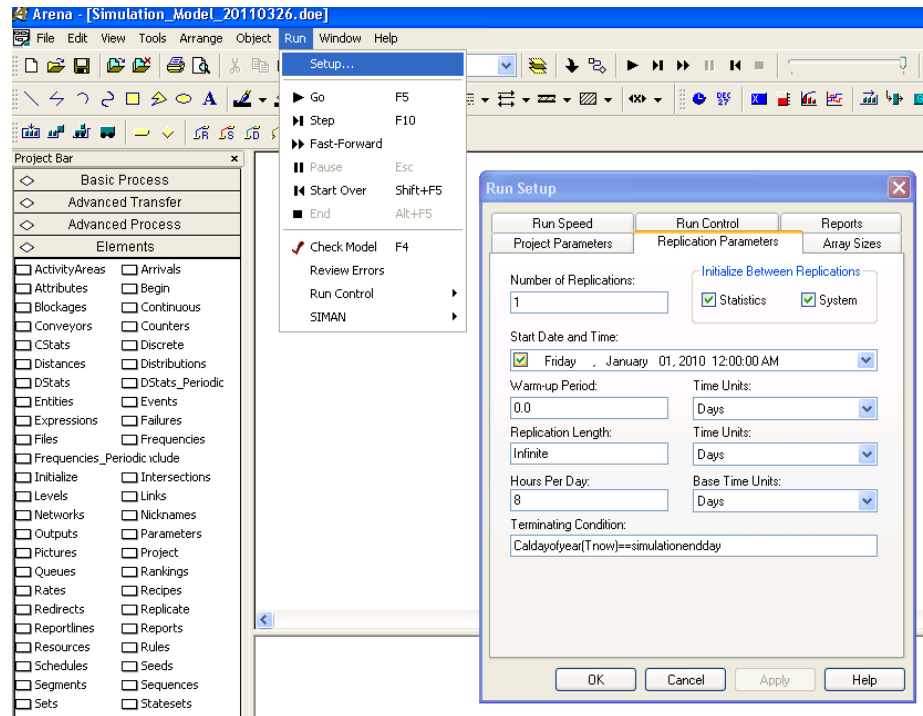 Arena - [Simulation_Model_20110326.doe]
File Edit View Tools Arrange Object Run Window Help
Setup...
Go F5
Step F10
Fast-Forward
Pause Esc
Start Over Shift+F5
End Alt+F5
Check Model F4
Review Errors
Run Control
SIMAN
Project Bar x
Basic Process
Advanced Transfer
Advanced Process
Elements
ActivityAreas Arrivals
Attributes Begin
Blockages Continuous
Conveyors Counters
CStats Discrete
Distances Distributions
DStats DStats_Periodic
Entities Events
Expressions Failures
Files Frequencies
Frequencies_Periodic
Initialize Intersections
Levels Links
Networks Nicknames
Outputs Parameters
Pictures Project
Queues Rankings
Rates Recipes
Redirects Replicate
Reportlines Reports
Resources Rules
Schedules Seeds
Segments Sequences
Sets Statesets
Run Setup
Run Speed Run Control Reports
Project Parameters Replication Parameters Array Sizes
Number of Replications:
1
Initialize Between Replications
Statistics System
Start Date and Time:
Friday , January 01, 2010 12:00:00 AM
Warm-up Period: Time Units:
0.0 Days
Replication Length: Time Units:
Infinite Days
Hours Per Day: Base Time Units:
8 Days
Terminating Condition:
Caldayofyear(Tnow)==simulationendday
OK Cancel Apply Help